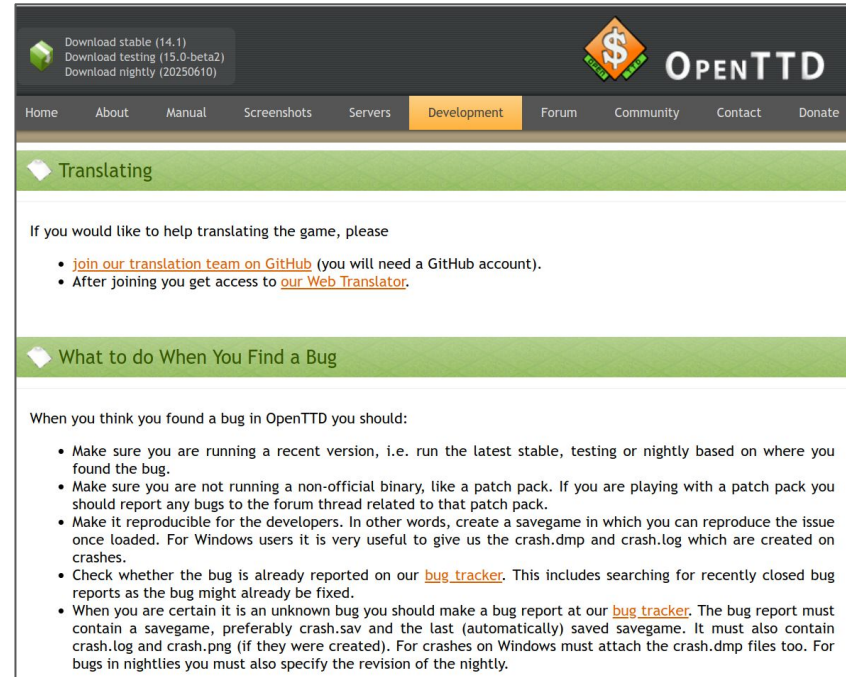 Download stable (14.1)
Download testing (15.0-beta2)
Download nightly (20250610)
OPEN TTD
OpenTTD
Home About Manual Screenshots Servers Development Forum Community Contact Donate
Translating
If you would like to help translating the game, please
• join our translation team on GitHub (you will need a GitHub account).
• After joining you get access to our Web Translator.
What to do When You Find a Bug
When you think you found a bug in OpenTTD you should:
• Make sure you are running a recent version, i.e. run the latest stable, testing or nightly based on where you
found the bug.
• Make sure you are not running a non-official binary, like a patch pack. If you are playing with a patch pack you
should report any bugs to the forum thread related to that patch pack.
• Make it reproducible for the developers. In other words, create a savegame in which you can reproduce the issue
once loaded. For Windows users it is very useful to give us the crash.dmp and crash.log which are created on
crashes.
• Check whether the bug is already reported on our bug tracker. This includes searching for recently closed bug
reports as the bug might already be fixed.
• When you are certain it is an unknown bug you should make a bug report at our bug tracker. The bug report must
contain a savegame, preferably crash.sav and the last (automatically) saved savegame. It must also contain
crash.log and crash.png (if they were created). For crashes on Windows must attach the crash.dmp files too. For
bugs in nightlies you must also specify the revision of the nightly.